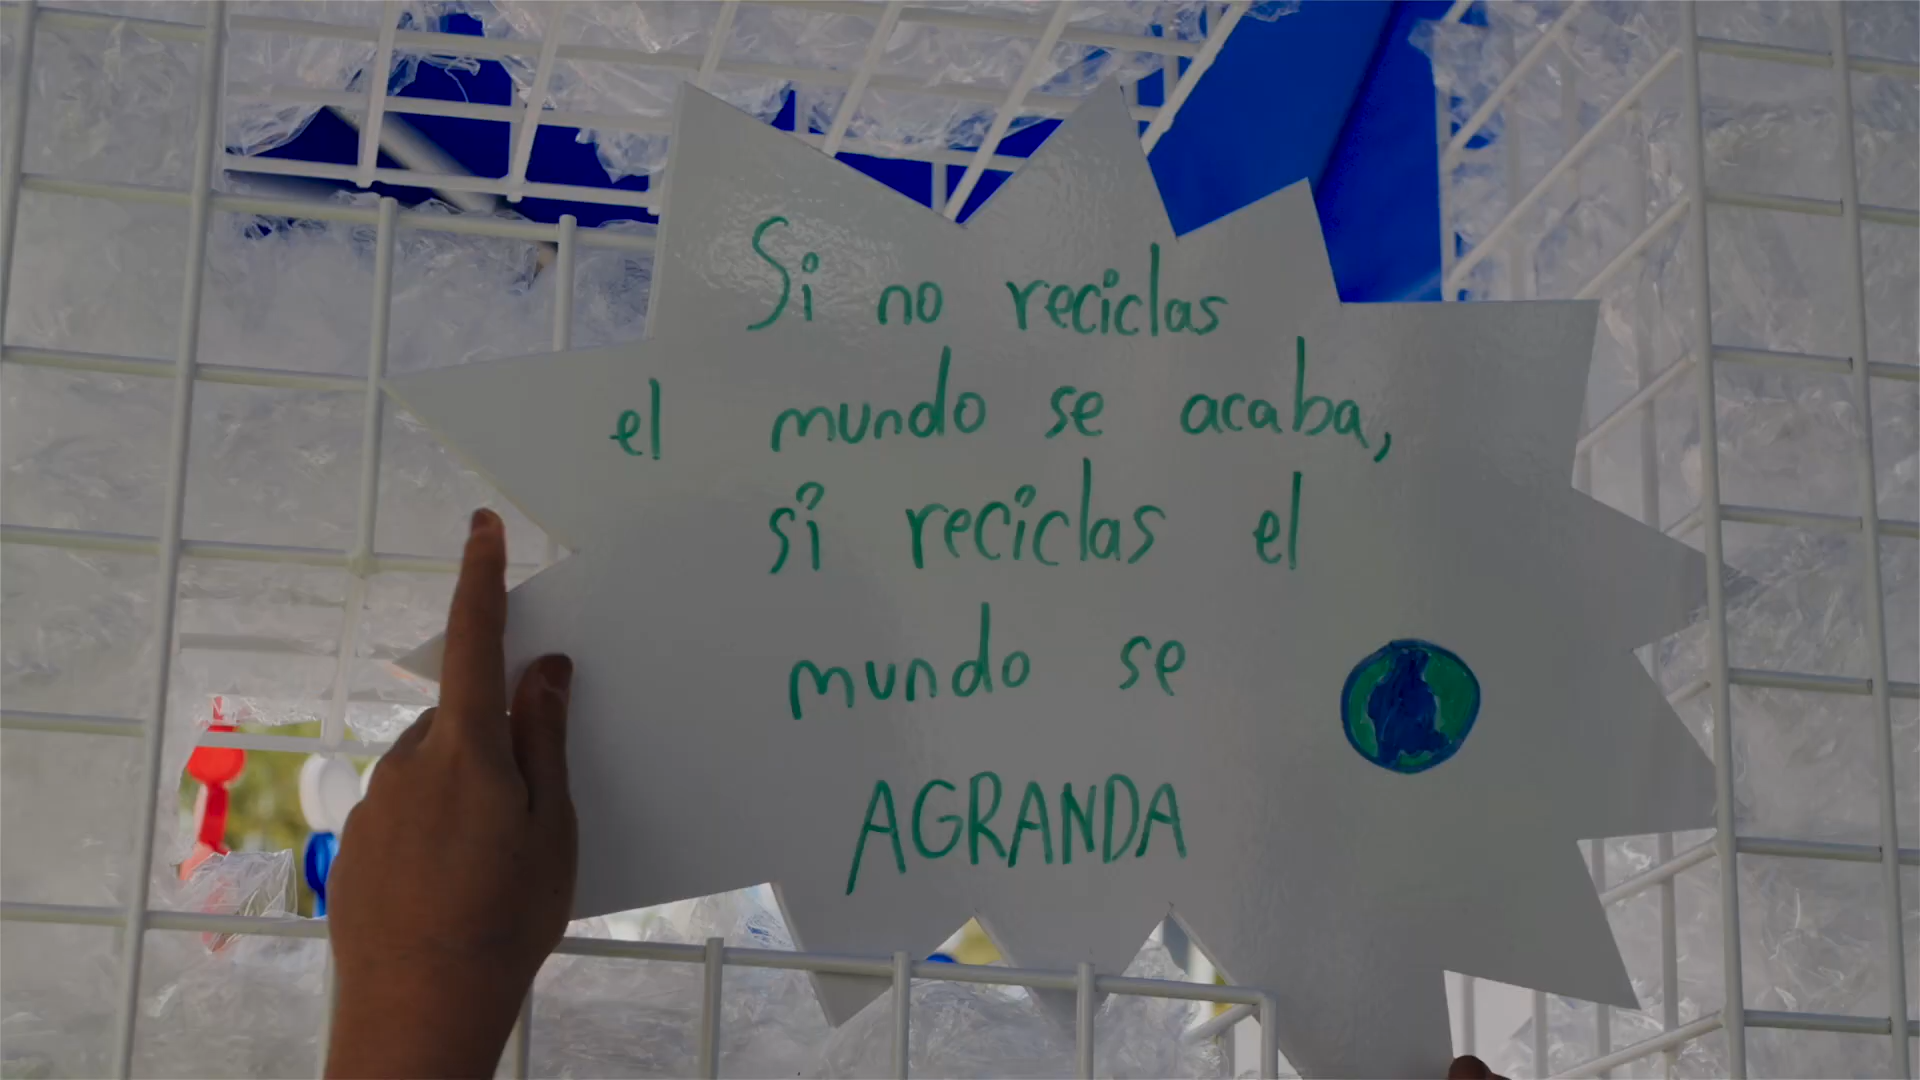 Si no reciclas
el mundo se acaba,
si reciclas el
mundo se
AGRANDA